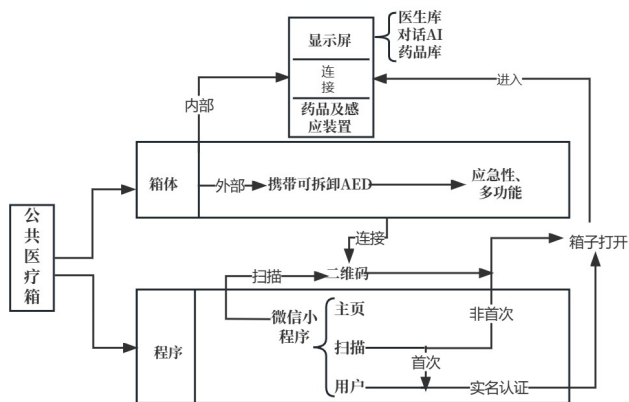 医生库
对话AI
药品库
显示屏
连
接
药品及感
应装置
进入
内部
箱体
外部
携带可拆卸AED
应急性、
多功能
公
共
医
疗
箱
连接
箱子打开
扫描
二维码
微信小
程序
主页
非首次
程序
扫描
首次
用户
实名认证